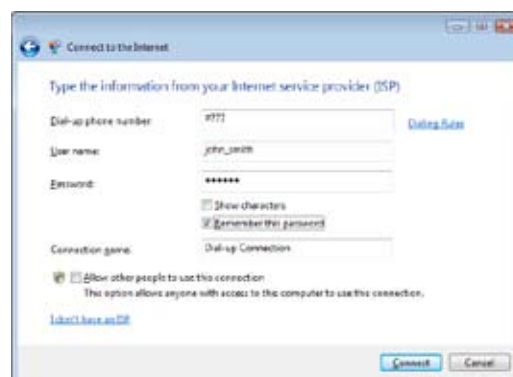 Connect to the Internet
Type the information from your Internet service provider (ISP)
Dial-up phone number: #777 Dialing Rules
User name: john_smith
Password: ••••••
Show characters
Remember this password
Connection name: Dial-up Connection
Allow other people to use this connection
This option allows anyone with access to this computer to use this connection.
I don't have an ISP
Connect Cancel